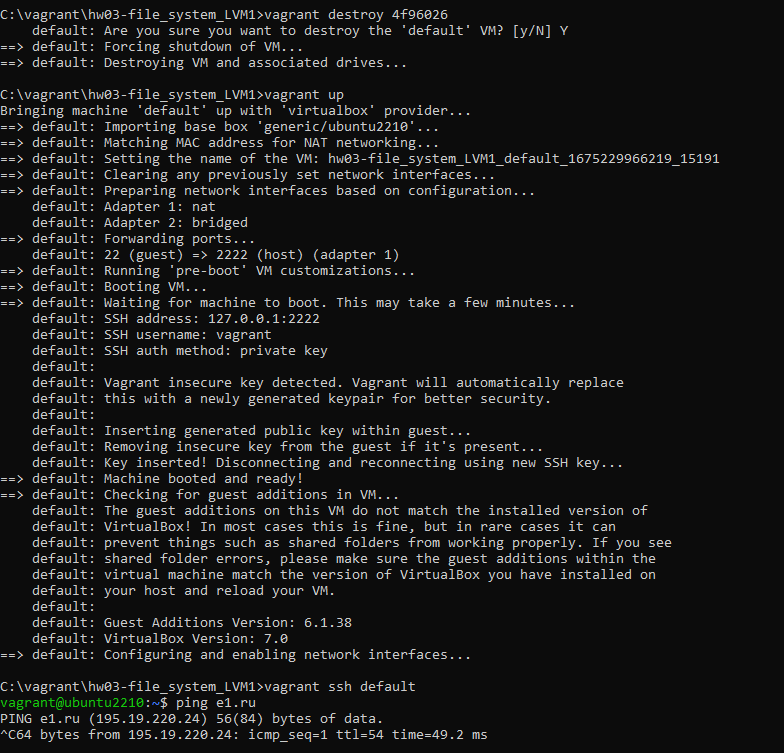 C:\vagrant\hw03-file_system_LVM1>vagrant destroy 4f96026
    default: Are you sure you want to destroy the 'default' VM? [y/N] Y
==> default: Forcing shutdown of VM...
==> default: Destroying VM and associated drives...

C:\vagrant\hw03-file_system_LVM1>vagrant up
Bringing machine 'default' up with 'virtualbox' provider...
==> default: Importing base box 'generic/ubuntu2210'...
==> default: Matching MAC address for NAT networking...
==> default: Setting the name of the VM: hw03-file_system_LVM1_default_1675229966219_15191
==> default: Clearing any previously set network interfaces...
==> default: Preparing network interfaces based on configuration...
    default: Adapter 1: nat
    default: Adapter 2: bridged
==> default: Forwarding ports...
    default: 22 (guest) => 2222 (host) (adapter 1)
==> default: Running 'pre-boot' VM customizations...
==> default: Booting VM...
==> default: Waiting for machine to boot. This may take a few minutes...
    default: SSH address: 127.0.0.1:2222
    default: SSH username: vagrant
    default: SSH auth method: private key
    default:
    default: Vagrant insecure key detected. Vagrant will automatically replace
    default: this with a newly generated keypair for better security.
    default:
    default: Inserting generated public key within guest...
    default: Removing insecure key from the guest if it's present...
    default: Key inserted! Disconnecting and reconnecting using new SSH key...
==> default: Machine booted and ready!
==> default: Checking for guest additions in VM...
    default: The guest additions on this VM do not match the installed version of
    default: VirtualBox! In most cases this is fine, but in rare cases it can
    default: prevent things such as shared folders from working properly. If you see
    default: shared folder errors, please make sure the guest additions within the
    default: virtual machine match the version of VirtualBox you have installed on
    default: your host and reload your VM.
    default:
    default: Guest Additions Version: 6.1.38
    default: VirtualBox Version: 7.0
==> default: Configuring and enabling network interfaces...

C:\vagrant\hw03-file_system_LVM1>vagrant ssh default
vagrant@ubuntu2210:~$ ping e1.ru
PING e1.ru (195.19.220.24) 56(84) bytes of data.
^C64 bytes from 195.19.220.24: icmp_seq=1 ttl=54 time=49.2 ms